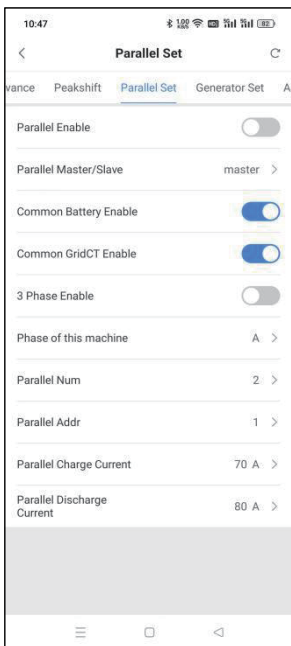 10:47
Parallel Set
vance Peakshift Parallel Set Generator Set A
Parallel Enable
Parallel Master/Slave master
Common Battery Enable
Common GridCT Enable
3 Phase Enable
Phase of this machine A
Parallel Num 2
Parallel Addr 1
Parallel Charge Current 70 A
Parallel Discharge
Current 80 A